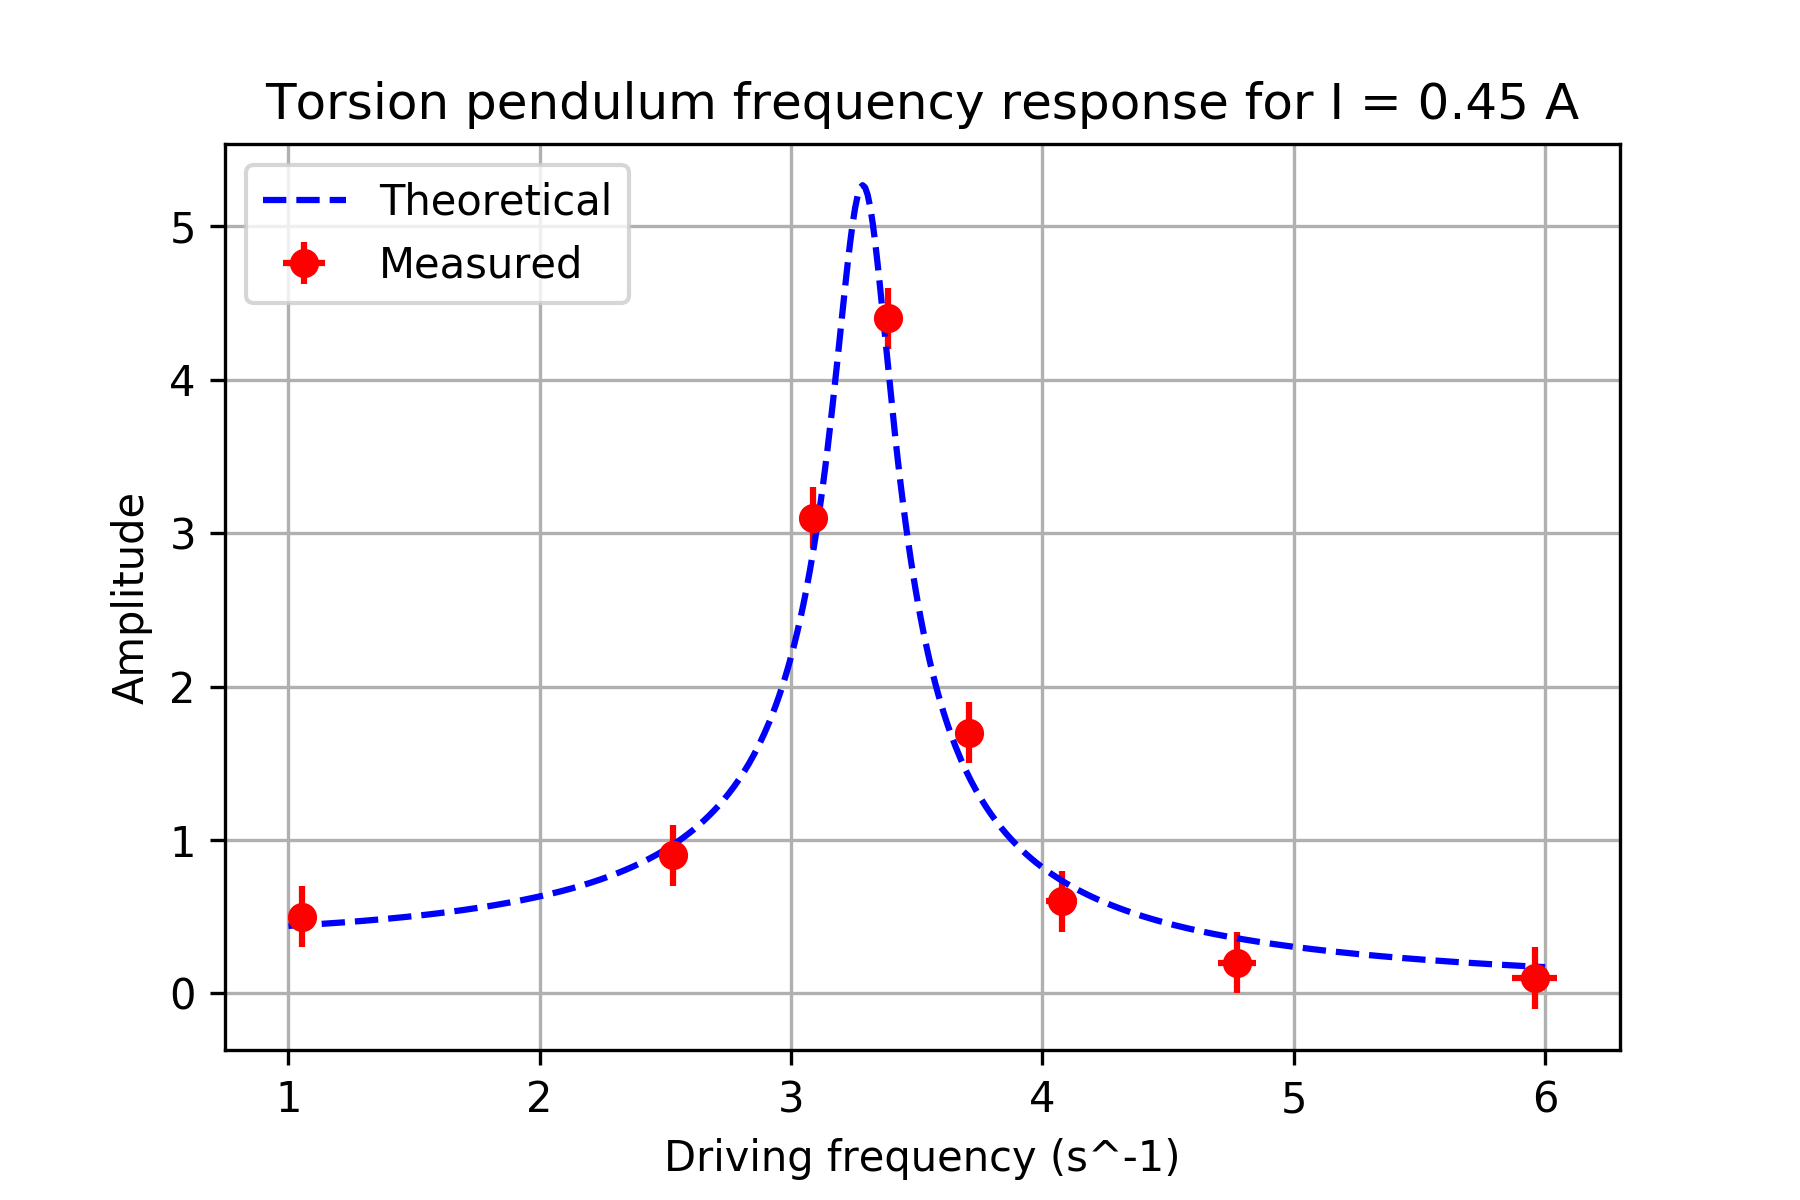 Torsion pendulum frequency response for I = 0.45 A
Theoretical
Measured
5
4
3
2
1
0
Amplitude
1 2 3 4 5 6
Driving frequency (s^-1)